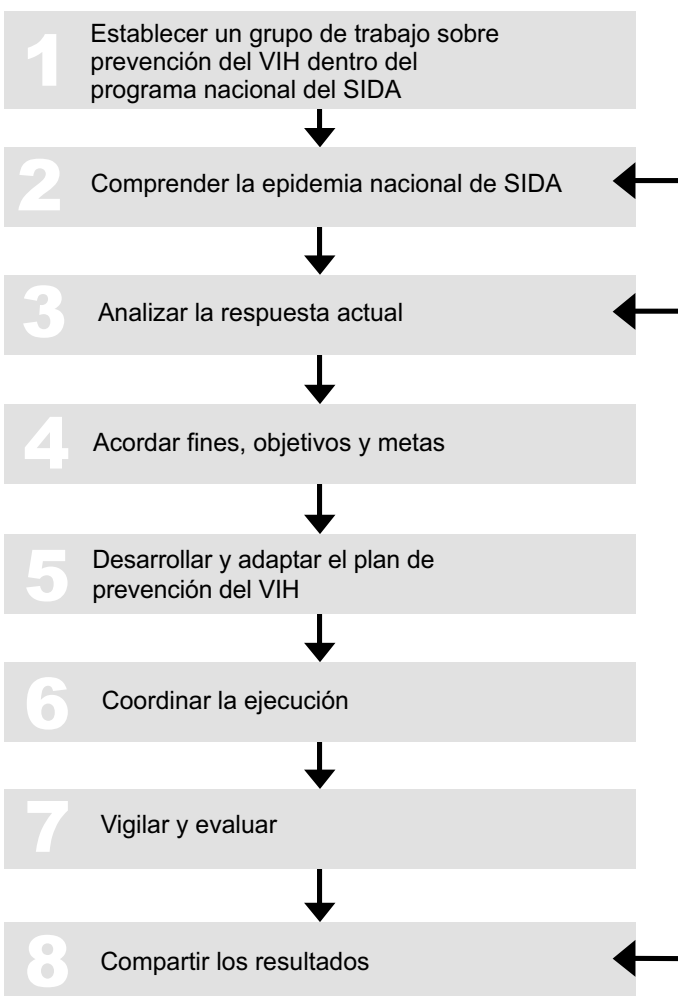 1
Establecer un grupo de trabajo sobre
prevención del VIH dentro del
programa nacional del SIDA
2
Comprender la epidemia nacional de SIDA
3
Analizar la respuesta actual
4
Acordar fines, objetivos y metas
5
Desarrollar y adaptar el plan de
prevención del VIH
6
Coordinar la ejecución
7
Vigilar y evaluar
8
Compartir los resultados